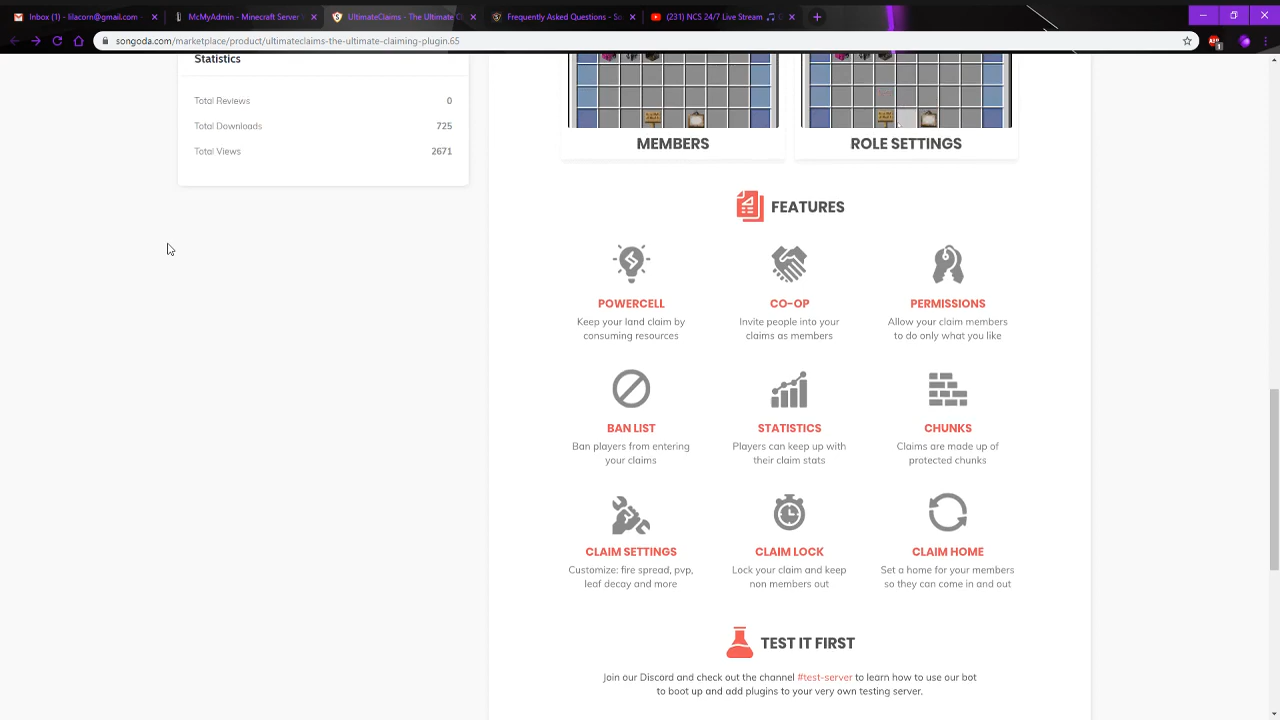 Inbox (1) - lilacorn@gmail.com -
McMyAdmin - Minecraft Server
UltimateClaims - The Ultimate Cl
Frequently Asked Questions - So
(231) NCS 24/7 Live Stream 🎵
songoda.com/marketplace/product/ultimateclaims-the-ultimate-claiming-plugin.65
Statistics
Total Reviews 0
Total Downloads 725
Total Views 2671
MEMBERS
ROLE SETTINGS
FEATURES
POWERCELL
Keep your land claim by
consuming resources
CO-OP
Invite people into your
claims as members
PERMISSIONS
Allow your claim members
to do only what you like
BAN LIST
Ban players from entering
your claims
STATISTICS
Players can keep up with
their claim stats
CHUNKS
Claims are made up of
protected chunks
CLAIM SETTINGS
Customize: fire spread, pvp,
leaf decay and more
CLAIM LOCK
Lock your claim and keep
non members out
CLAIM HOME
Set a home for your members
so they can come in and out
TEST IT FIRST
Join our Discord and check out the channel #test-server to learn how to use our bot
to boot up and add plugins to your very own testing server.